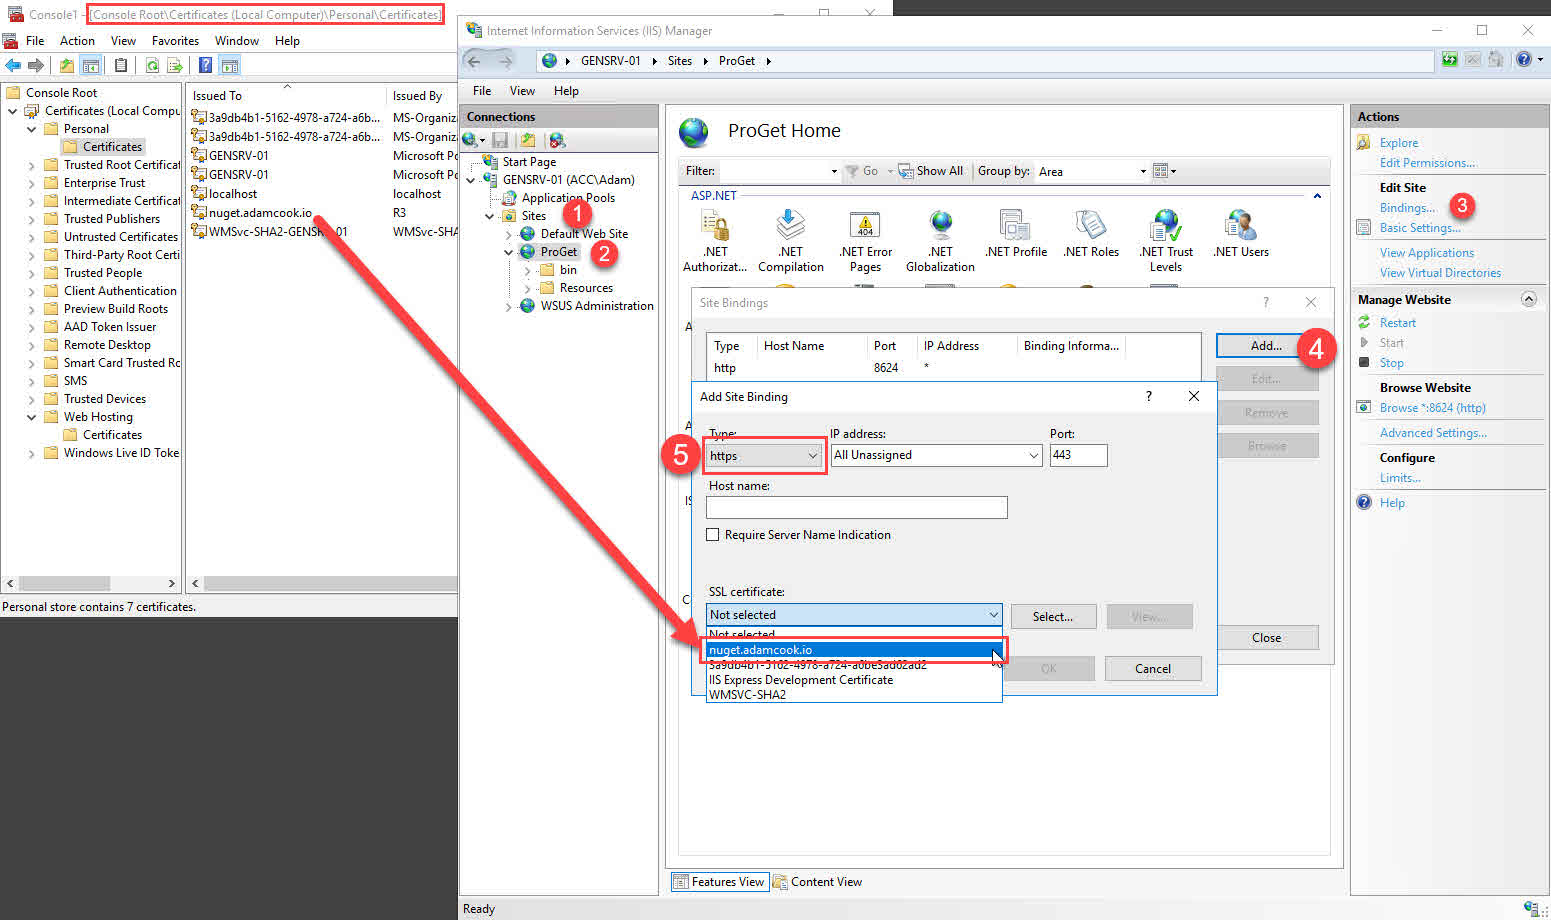 Console1 - [Console Root\Certificates (Local Computer)\Personal\Certificates]
File Action View Favorites Window Help
Console Root
Certificates (Local Compu
Personal
Certificates
Trusted Root Certificat
Enterprise Trust
Intermediate Certificat
Trusted Publishers
Untrusted Certificates
Third-Party Root Certi
Trusted People
Client Authentication
Preview Build Roots
AAD Token Issuer
Remote Desktop
Smart Card Trusted Ro
SMS
Trusted Devices
Web Hosting
Certificates
Windows Live ID Toke
Issued To Issued By
3a9db4b1-5162-4978-a724-a6b... MS-Organiz
3a9db4b1-5162-4978-a724-a6b... MS-Organiz
GENSRV-01 Microsoft Po
GENSRV-01 Microsoft Po
localhost localhost
nuget.adamcook.io R3
WMSvc-SHA2-GENSRV-01 WMSvc-SHA
Personal store contains 7 certificates.
Internet Information Services (IIS) Manager
GENSRV-01 Sites ProGet
File View Help
Connections
Start Page
GENSRV-01 (ACC\Adam)
Application Pools
Sites 1
Default Web Site
ProGet 2
bin
Resources
WSUS Administration
ProGet Home
Filter: Go Show All Group by: Area
ASP.NET
.NET Authorizat...
.NET Compilation
404
.NET Error Pages
.NET Globalization
.NET Profile
.NET Roles
.NET Trust Levels
.NET Users
Site Bindings ?
Type Host Name Port IP Address Binding Informa...
http 8624 *
Add... 4
Edit...
Remove
Browse
Close
Add Site Binding ?
Type: IP address: Port:
5 https All Unassigned 443
Host name:
Require Server Name Indication
SSL certificate:
Not selected Select... View...
Not selected
nuget.adamcook.io
3a9db4b1-5162-4978-a724-a6be3ad62ad2
IIS Express Development Certificate
WMSVC-SHA2
OK Cancel
Features View Content View
Ready
Actions
Explore
Edit Permissions...
Edit Site
Bindings... 3
Basic Settings...
View Applications
View Virtual Directories
Manage Website
Restart
Start
Stop
Browse Website
Browse *:8624 (http)
Advanced Settings...
Configure
Limits...
Help